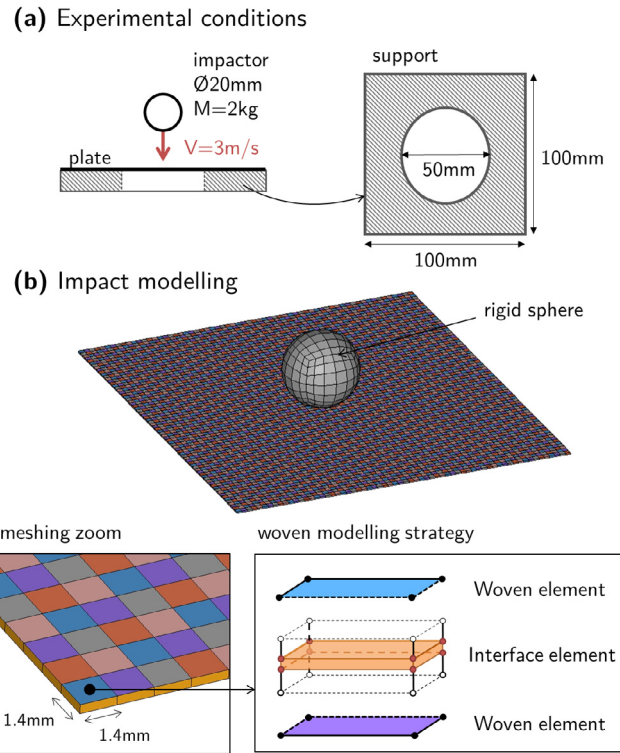 (a) Experimental conditions
impactor
Ø20mm
M=2kg
V=3m/s
plate
support
50mm
100mm
100mm
(b) Impact modelling
rigid sphere
meshing zoom
1.4mm
1.4mm
woven modelling strategy
Woven element
Interface element
Woven element